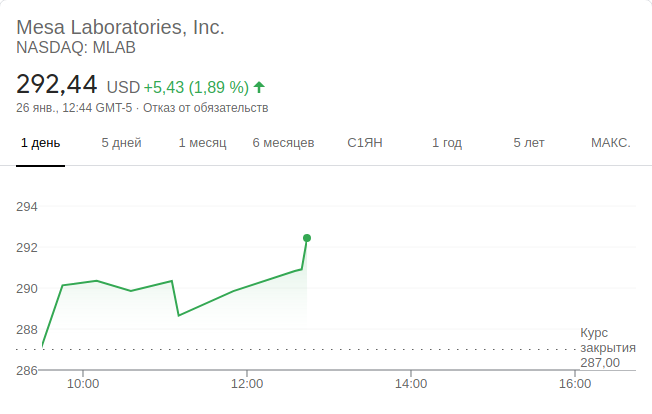 Mesa Laboratories, Inc.
NASDAQ: MLAB
292,44 USD +5,43 (1,89 %)
26 янв., 12:44 GMT-5 · Отказ от обязательств
1 день 5 дней 1 месяц 6 месяцев С1ЯН 1 год 5 лет МАКС.
294
292
290
288
Курс
закрытия
287,00
286
10:00 12:00 14:00 16:00